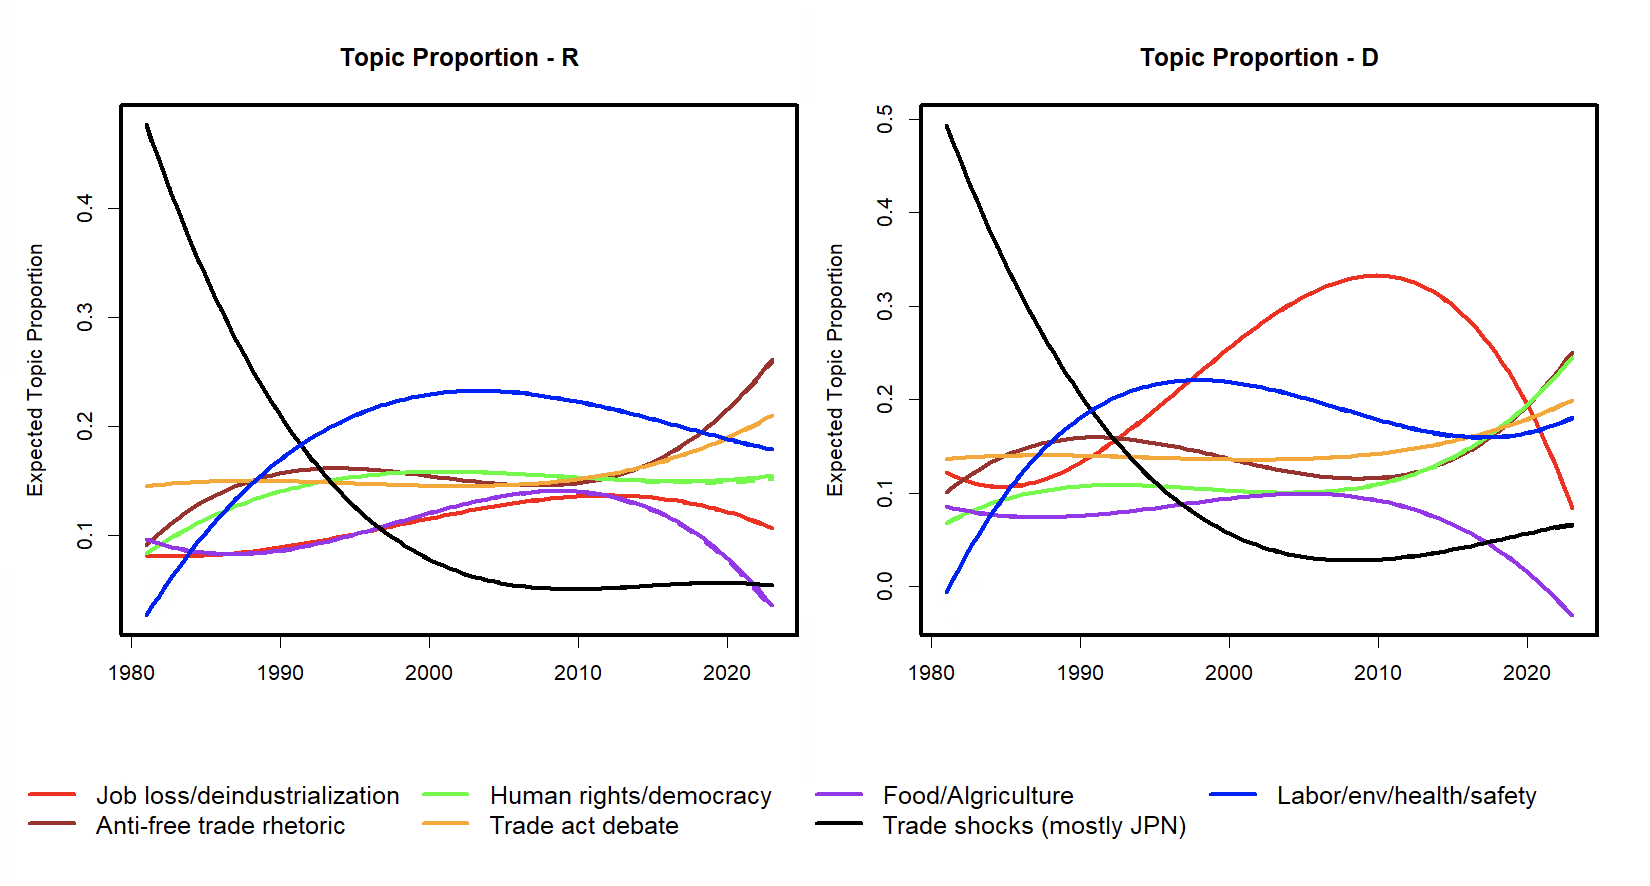 Topic Proportion - R
Expected Topic Proportion
0.4
0.3
0.2
0.1
1980 1990 2000 2010 2020
Topic Proportion - D
Expected Topic Proportion
0.5
0.4
0.3
0.2
0.1
0.0
1980 1990 2000 2010 2020
Job loss/deindustrialization Human rights/democracy Food/Algriculture Labor/env/health/safety
Anti-free trade rhetoric Trade act debate Trade shocks (mostly JPN)